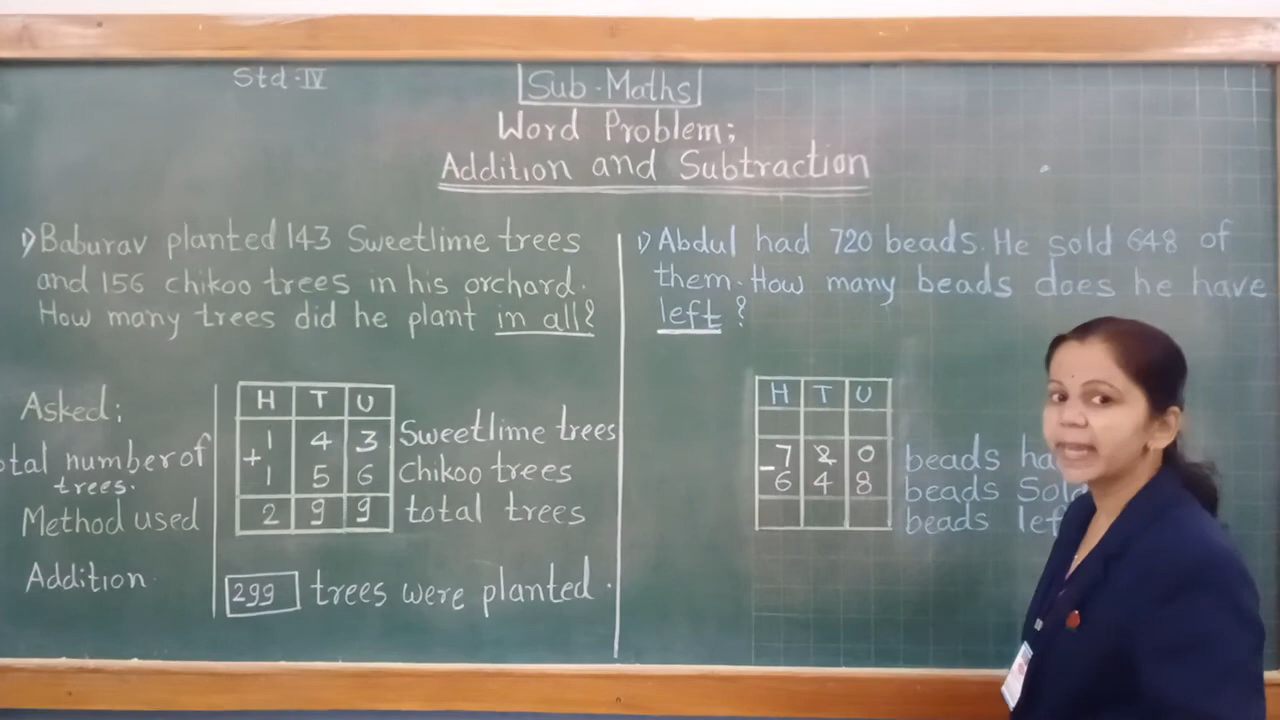 Std-IV
Sub-Maths
Word Problem;
Addition and Subtraction
1) Baburav planted 143 Sweetlime trees
and 156 chikoo trees in his orchard.
How many trees did he plant in all?
Asked;
total number of
trees.
Method used
Addition
H T U
1 4 3 Sweetlime trees
+
1 5 6 Chikoo trees
2 9 9 total trees
299 trees were planted.
1) Abdul had 720 beads. He sold 648 of
them. How many beads does he have
left?
H T U
7 2 0 beads
-
6 4 8 beads Sold
beads left